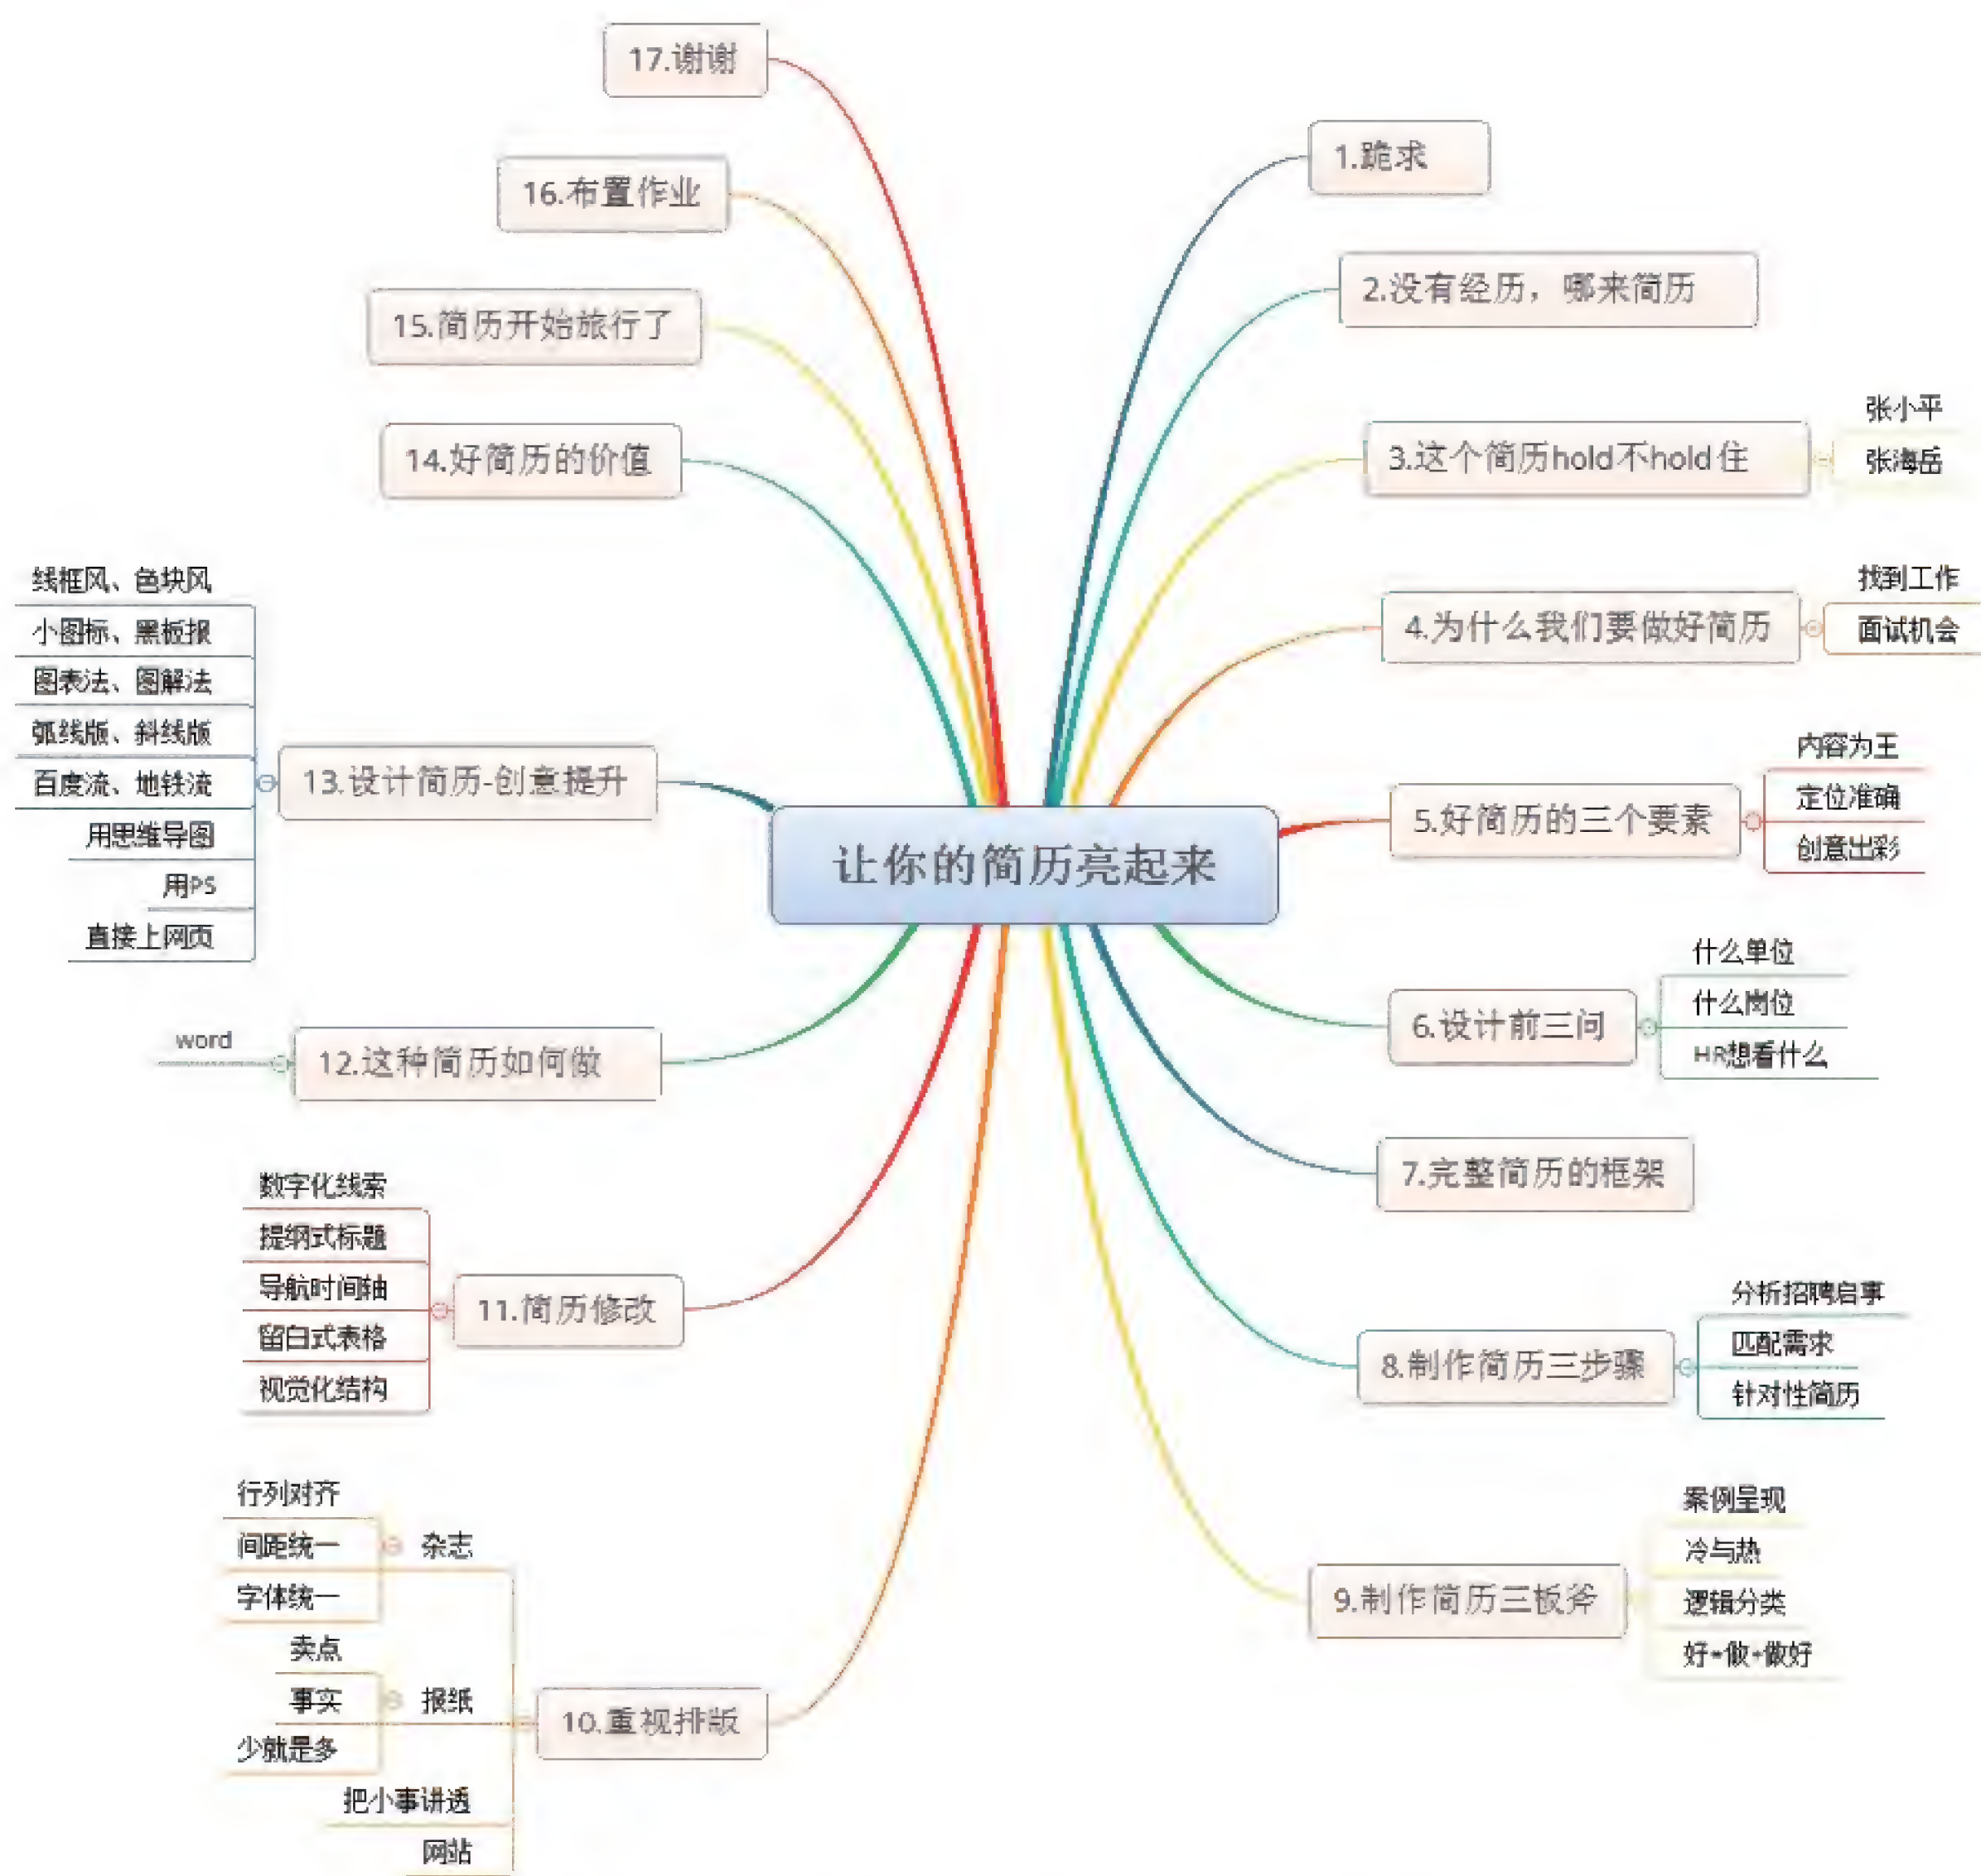 让你的简历亮起来
1.跪求
2.没有经历，哪来简历
3.这个简历hold不hold住
张小平
张海岳
4.为什么我们要做好简历
找到工作
面试机会
5.好简历的三个要素
内容为王
定位准确
创意出彩
6.设计前三问
什么单位
什么岗位
HR想看什么
7.完整简历的框架
8.制作简历三步骤
分析招聘启事
匹配需求
针对性简历
9.制作简历三板斧
案例呈现
冷与热
逻辑分类
好=做+做好
10.重视排版
杂志
行列对齐
间距统一
字体统一
报纸
卖点
事实
少就是多
把小事讲透
网站
11.简历修改
数字化线索
提纲式标题
导航时间轴
留白式表格
视觉化结构
12.这种简历如何做
word
13.设计简历-创意提升
线框风、色块风
小图标、黑板报
图表法、图解法
弧线版、斜线版
百度流、地铁流
用思维导图
用PS
直接上网页
14.好简历的价值
15.简历开始旅行了
16.布置作业
17.谢谢